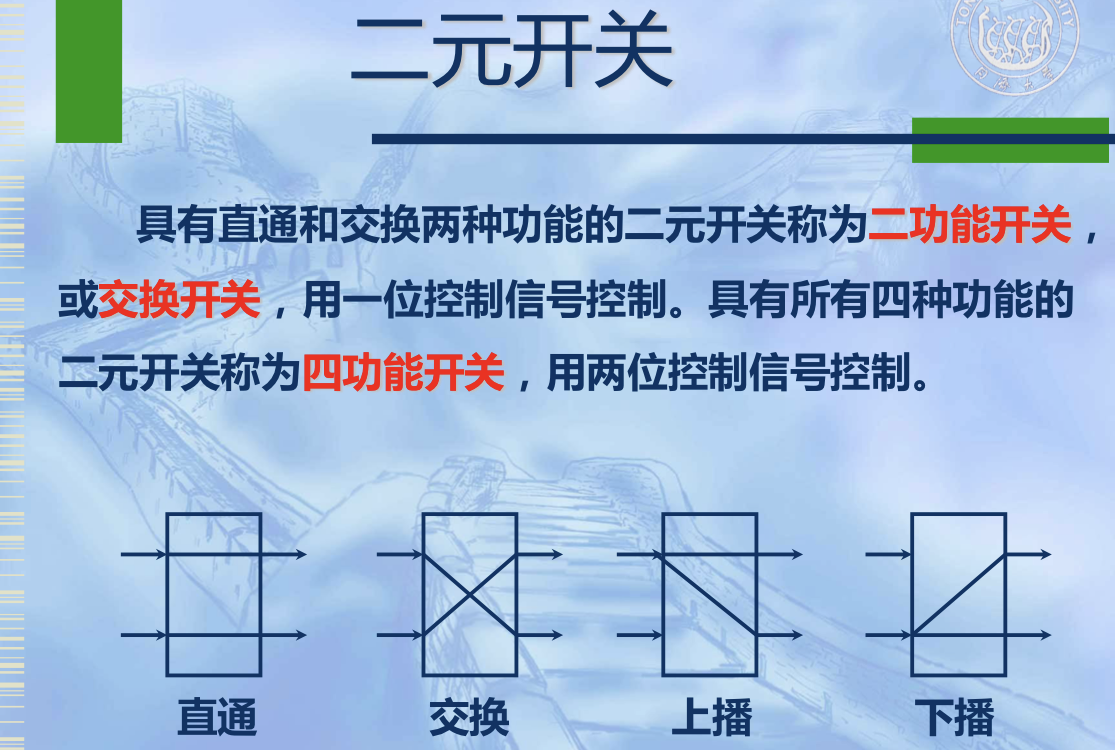 二元开关
具有直通和交换两种功能的二元开关称为二功能开关，
或交换开关，用一位控制信号控制。具有所有四种功能的
二元开关称为四功能开关，用两位控制信号控制。
直通 交换 上播 下播